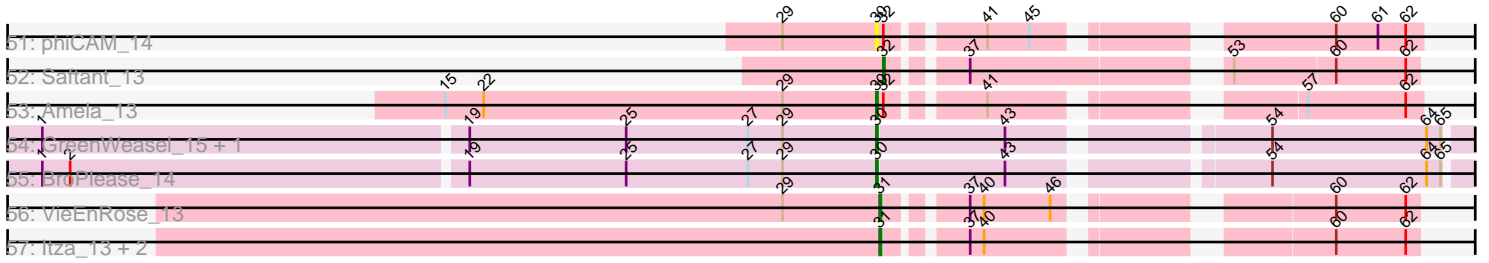 29 30 32 41 45 60 61 62
51: phiCAM_14
32 37 53 60 62
52: Saftant_13
15 22 29 30 32 41 57 62
53: Amela_13
1 19 25 27 29 30 43 54 64 65
54: GreenWeasel_15 + 1
1 2 19 25 27 29 30 43 54 64 65
55: BroPlease_14
29 31 37 40 46 60 62
56: VieEnRose_13
31 37 40 60 62
57: Itza_13 + 2